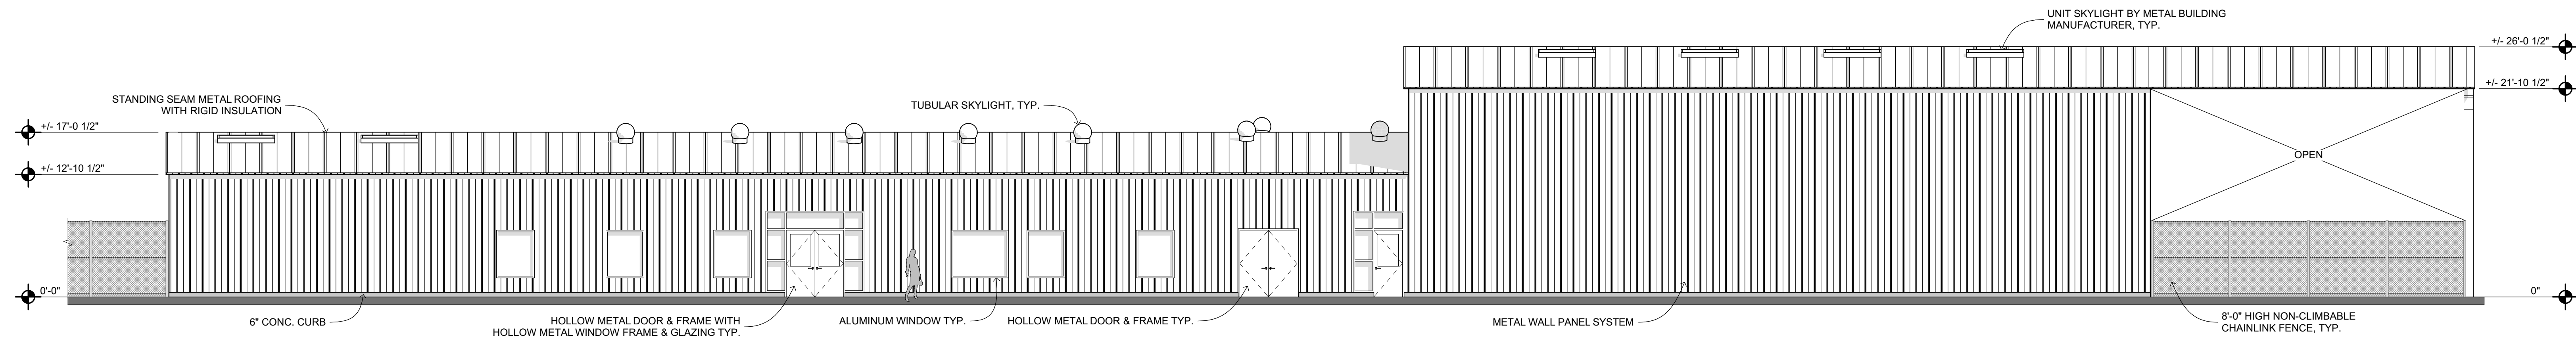 UNIT SKYLIGHT BY METAL BUILDING
MANUFACTURER, TYP.
+/- 26'-0 1/2"
+/- 21'-10 1/2"
STANDING SEAM METAL ROOFING
WITH RIGID INSULATION
TUBULAR SKYLIGHT, TYP.
+/- 17'-0 1/2"
+/- 12'-10 1/2"
OPEN
0'-0"
0"
6" CONC. CURB
HOLLOW METAL DOOR & FRAME WITH
HOLLOW METAL WINDOW FRAME & GLAZING TYP.
ALUMINUM WINDOW TYP.
HOLLOW METAL DOOR & FRAME TYP.
METAL WALL PANEL SYSTEM
8'-0" HIGH NON-CLIMBABLE
CHAINLINK FENCE, TYP.